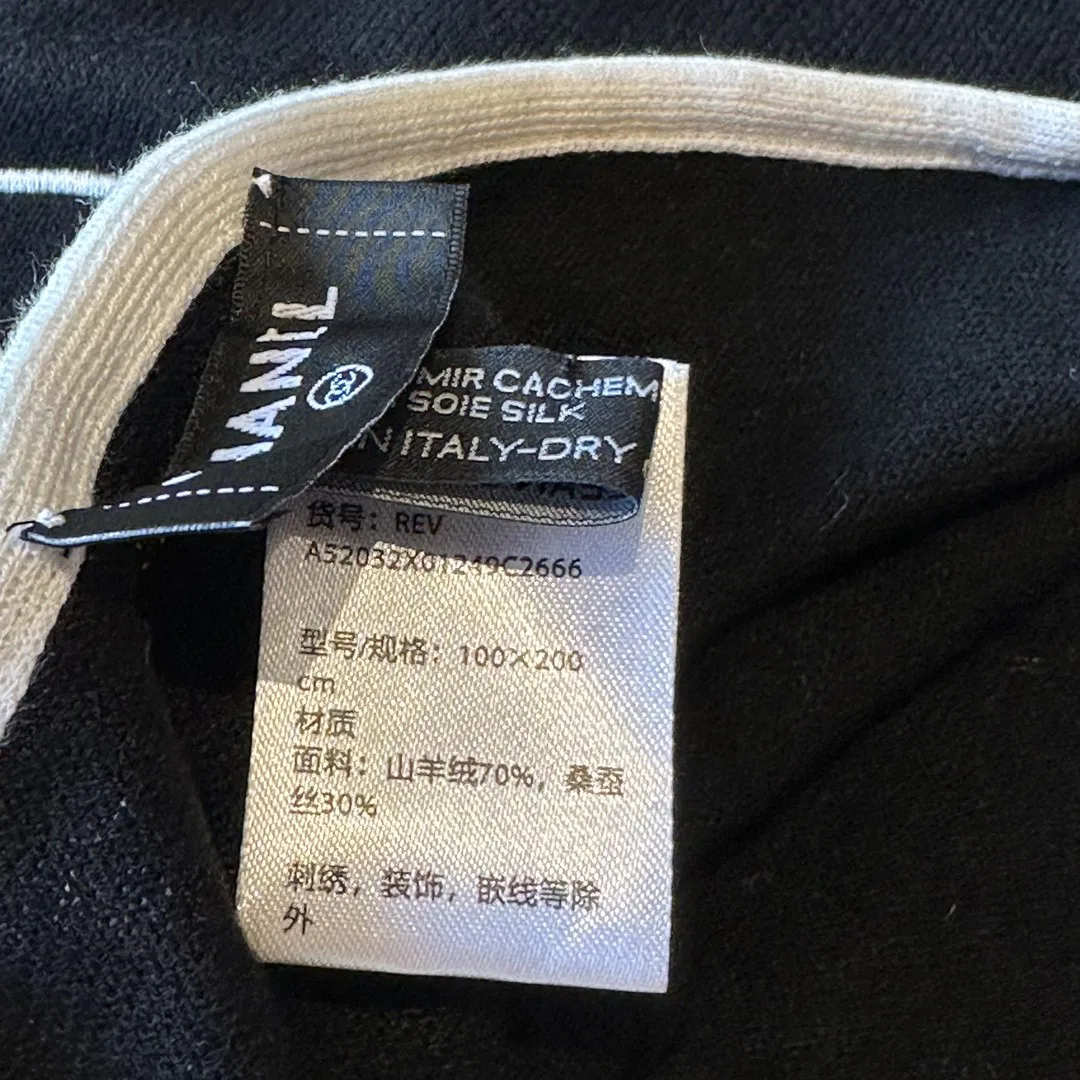 MIR CACHEM
SOIE SILK
N ITALY-DRY
货号：REV
A52032X01249C2666
型号/规格：100×200
cm
材质
面料：山羊绒70%，桑蚕
丝30%
刺绣，装饰，嵌线等除
外